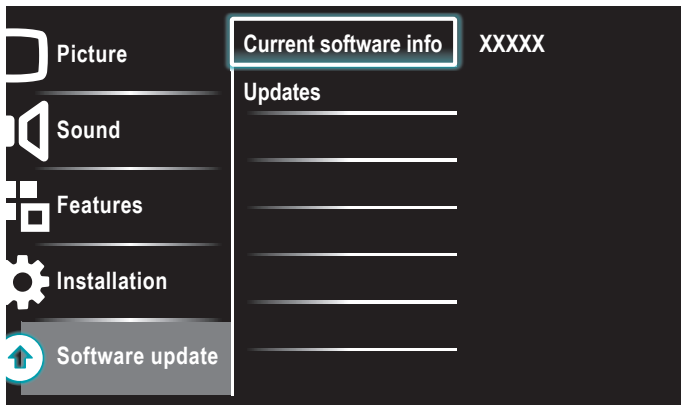 Picture
Sound
Features
Installation
Software update
Current software info
XXXXX
Updates